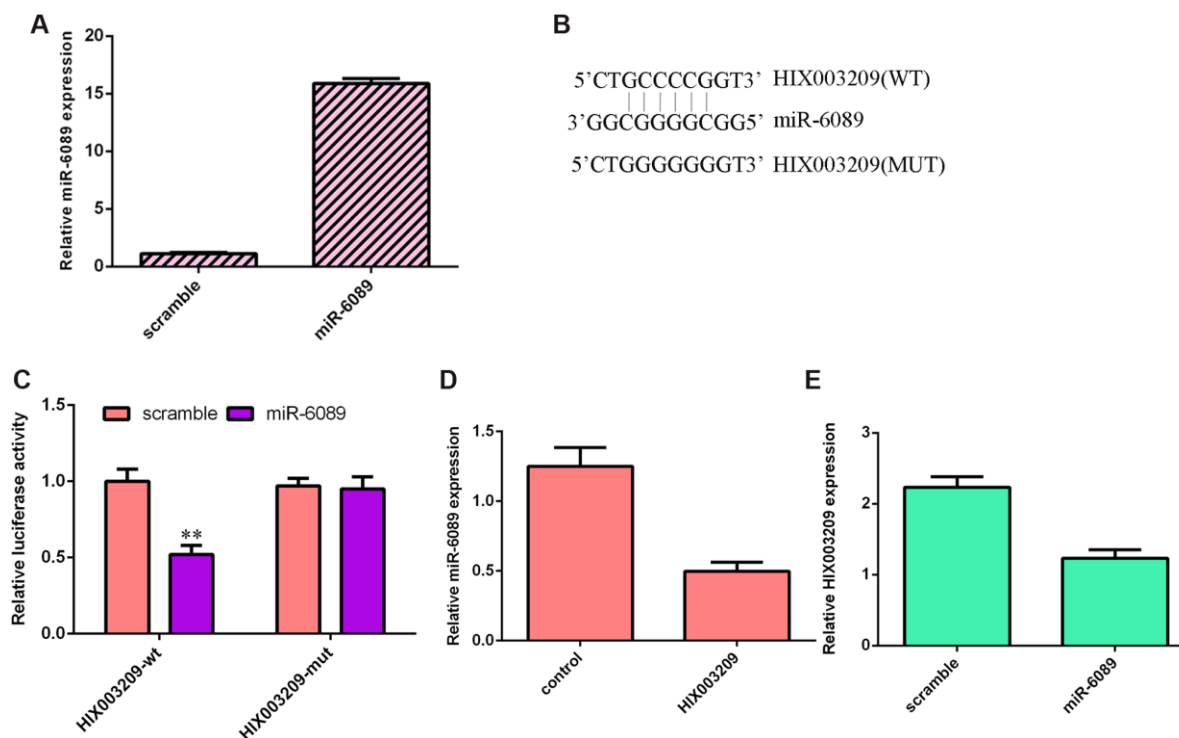 A
Relative miR-6089 expression
20
15
10
5
0
scramble
miR-6089
B
5’CTGCCCCGGT3’ HIX003209(WT)
3’GGCGGGGCGG5’ miR-6089
5’CTGGGGGGGT3’ HIX003209(MUT)
C
scramble miR-6089
Relative luciferase activity
1.5
1.0
0.5
0.0
**
HIX003209-wt
HIX003209-mut
D
Relative miR-6089 expression
1.5
1.0
0.5
0.0
control
HIX003209
E
Relative HIX003209 expression
3
2
1
0
scramble
miR-6089